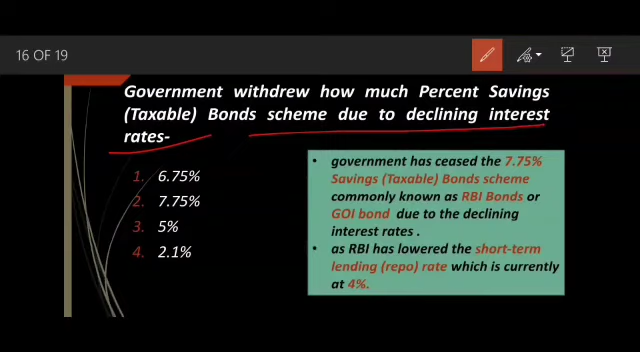 16 OF 19
Government withdrew how much Percent Savings
(Taxable) Bonds scheme due to declining interest
rates-
1. 6.75%
2. 7.75%
3. 5%
4. 2.1%
• government has ceased the 7.75%
Savings (Taxable) Bonds scheme
commonly known as RBI Bonds or
GOI bond due to the declining
interest rates .
• as RBI has lowered the short-term
lending (repo) rate which is currently
at 4%.